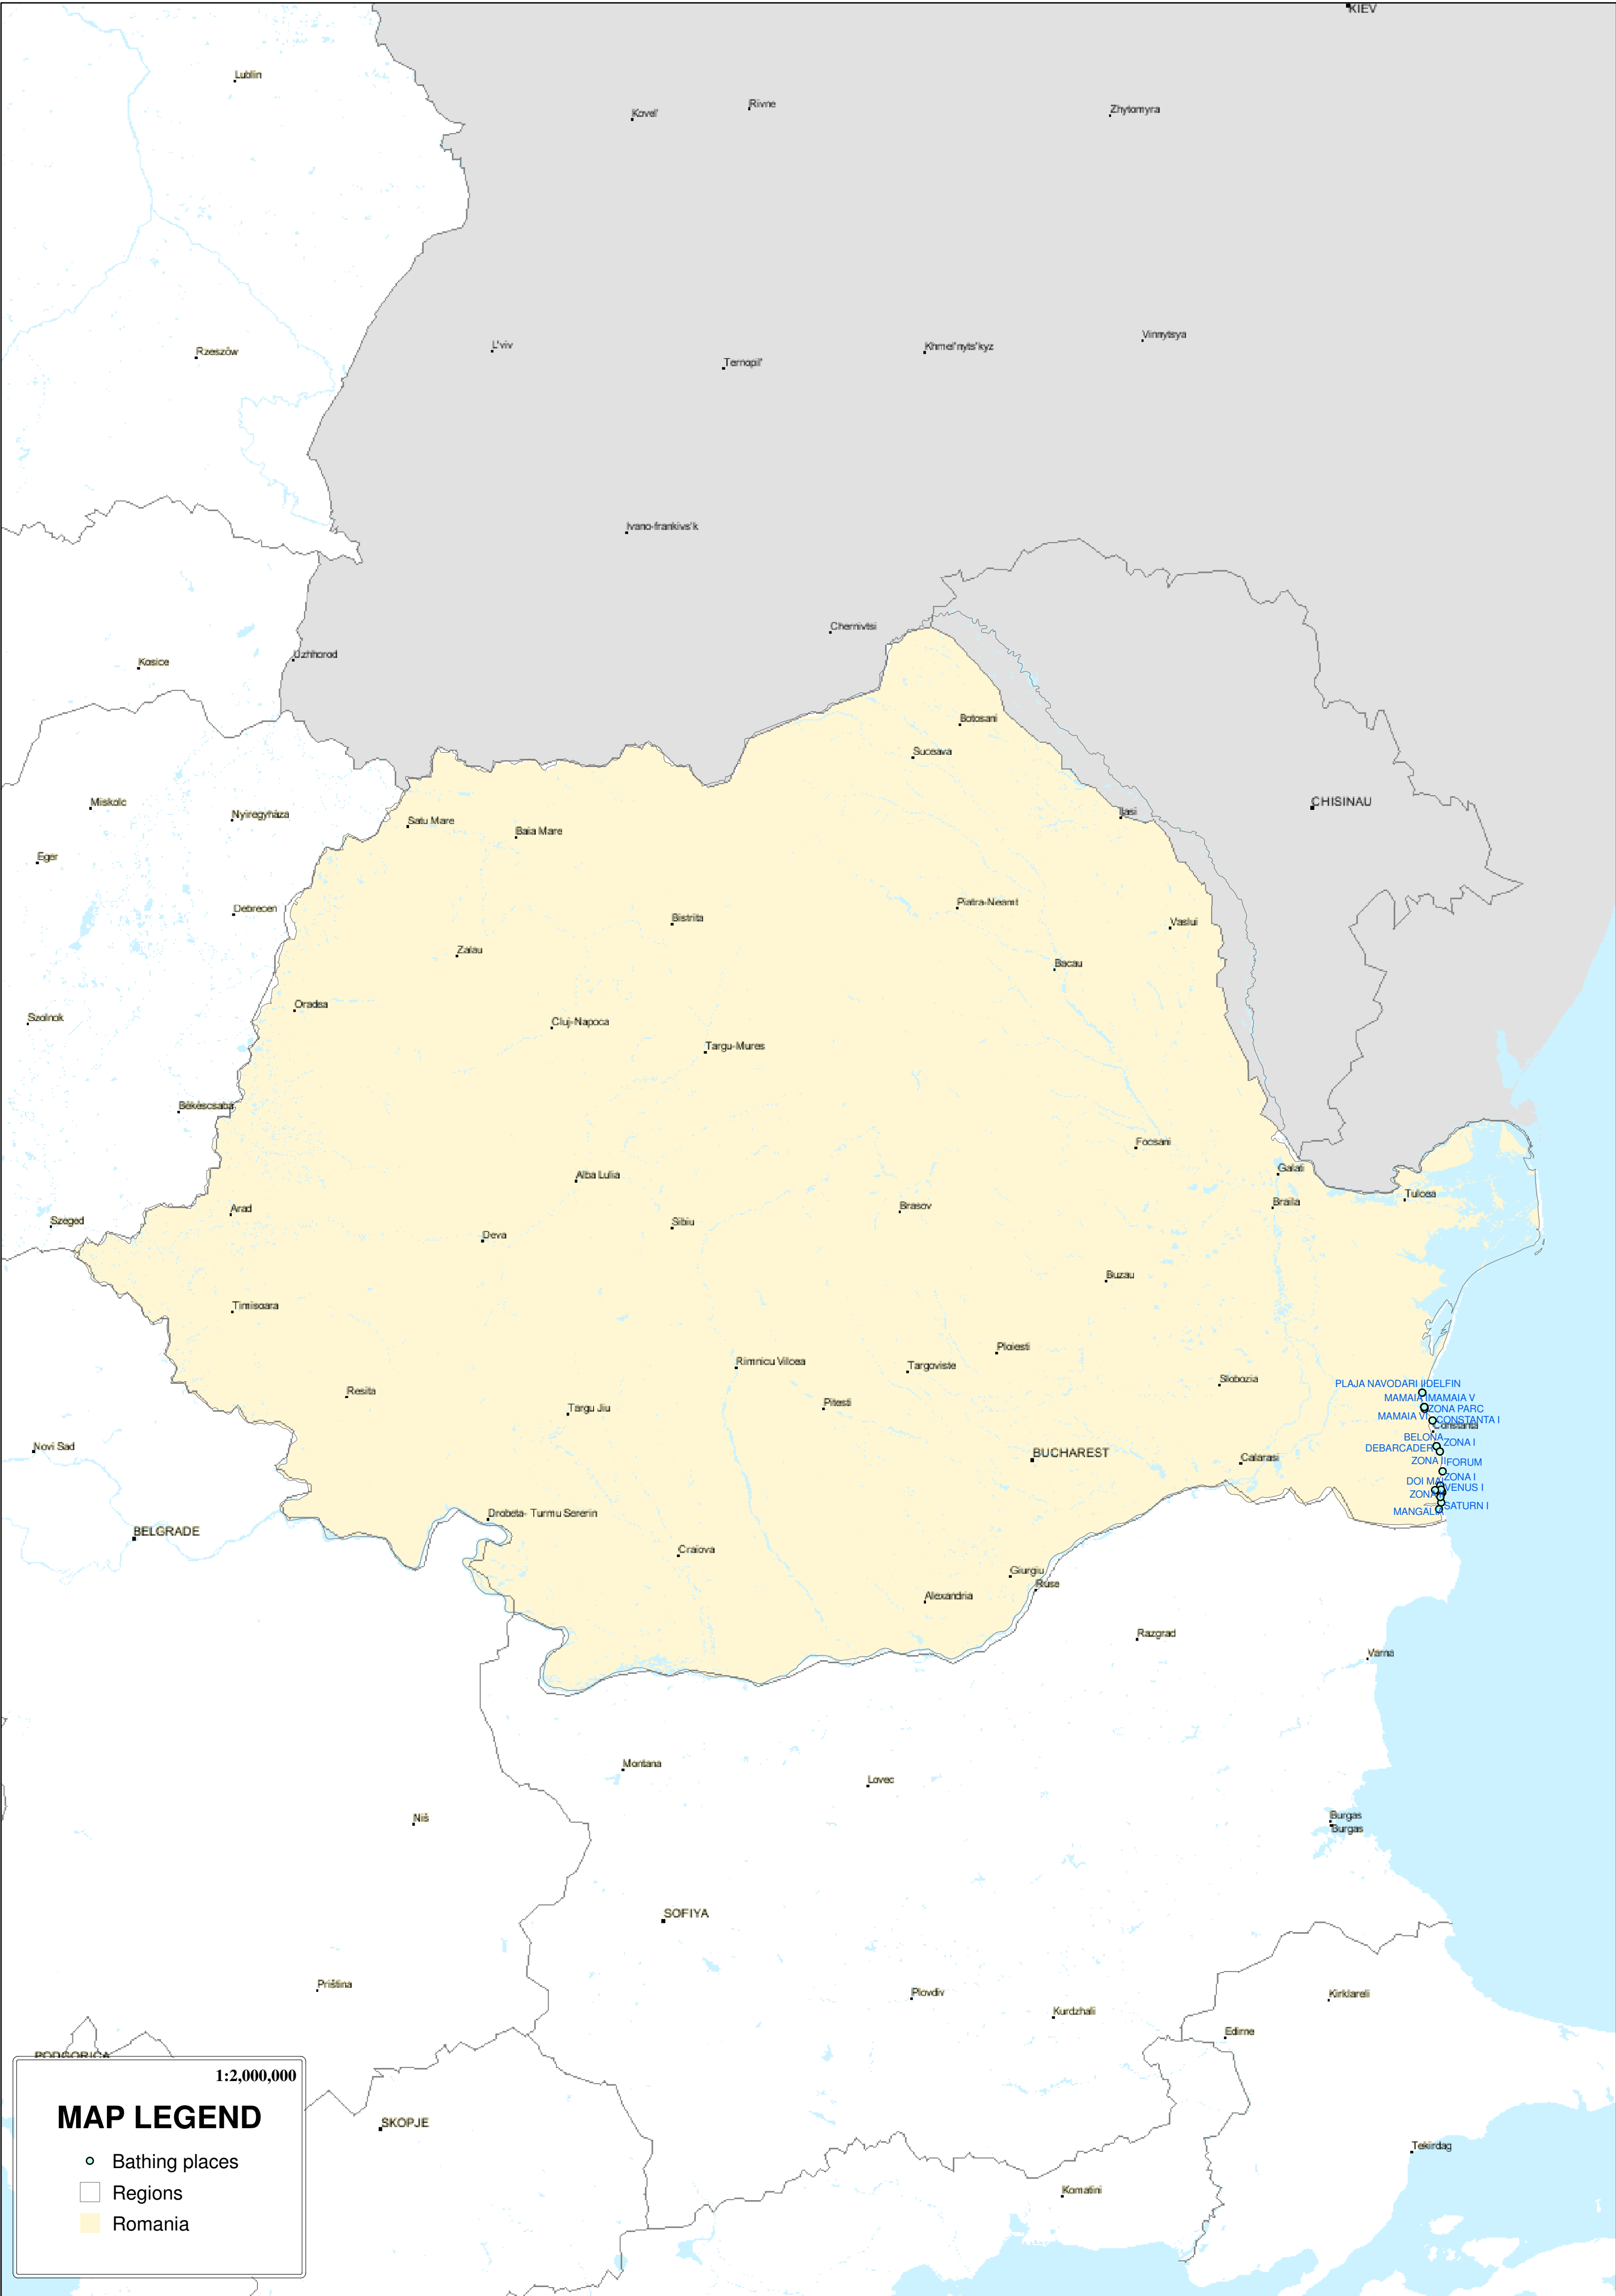 KIEV
Lublin
Rivne
Kovel'
Zhytomyra
Vinnytsya
L'viv
Khmel'nyts'kyz
Rzeszów
Ternopil'
Ivano-frankivs'k
Chernivtsi
Uzhhorod
Kosice
Botosani
Suceava
Miskolc
CHISINAU
Nyiregyháza
Satu Mare
Iasi
Baia Mare
Eger
Debrecen
Piatra-Neamt
Bistrita
Vaslui
Zalau
Bacau
Oradea
Szolnok
Cluj-Napoca
Targu-Mures
Békéscsaba
Focsani
Galati
Alba Lulia
Tulcea
Braila
Arad
Brasov
Szeged
Sibiu
Deva
Buzau
Timisoara
Ploiesti
Rimnicu Vilcea
Targoviste
Slobozia
PLAJA NAVODARI II
DELFIN
Resita
MAMAIA I
MAMAIA V
Pitesti
Targu Jiu
ZONA PARC
MAMAIA VI
CONSTANTA I
Constanta
BELONA
ZONA I
Novi Sad
DEBARCADER
BUCHAREST
Calarasi
ZONA II
FORUM
ZONA I
DOI MAI
VENUS I
ZONA
SATURN I
MANGALIA
Drobeta- Turnu Sererin
BELGRADE
Craiova
Giurgiu
Ruse
Alexandria
Razgrad
Varna
Montana
Lovec
Niš
Burgas
Burgas
SOFIYA
Priština
Plovdiv
Kirklareli
Kurdzhali
Edirne
PODGORICA
1:2,000,000
MAP LEGEND
SKOPJE
Tekirdag
Bathing places
Komatini
Regions
Romania